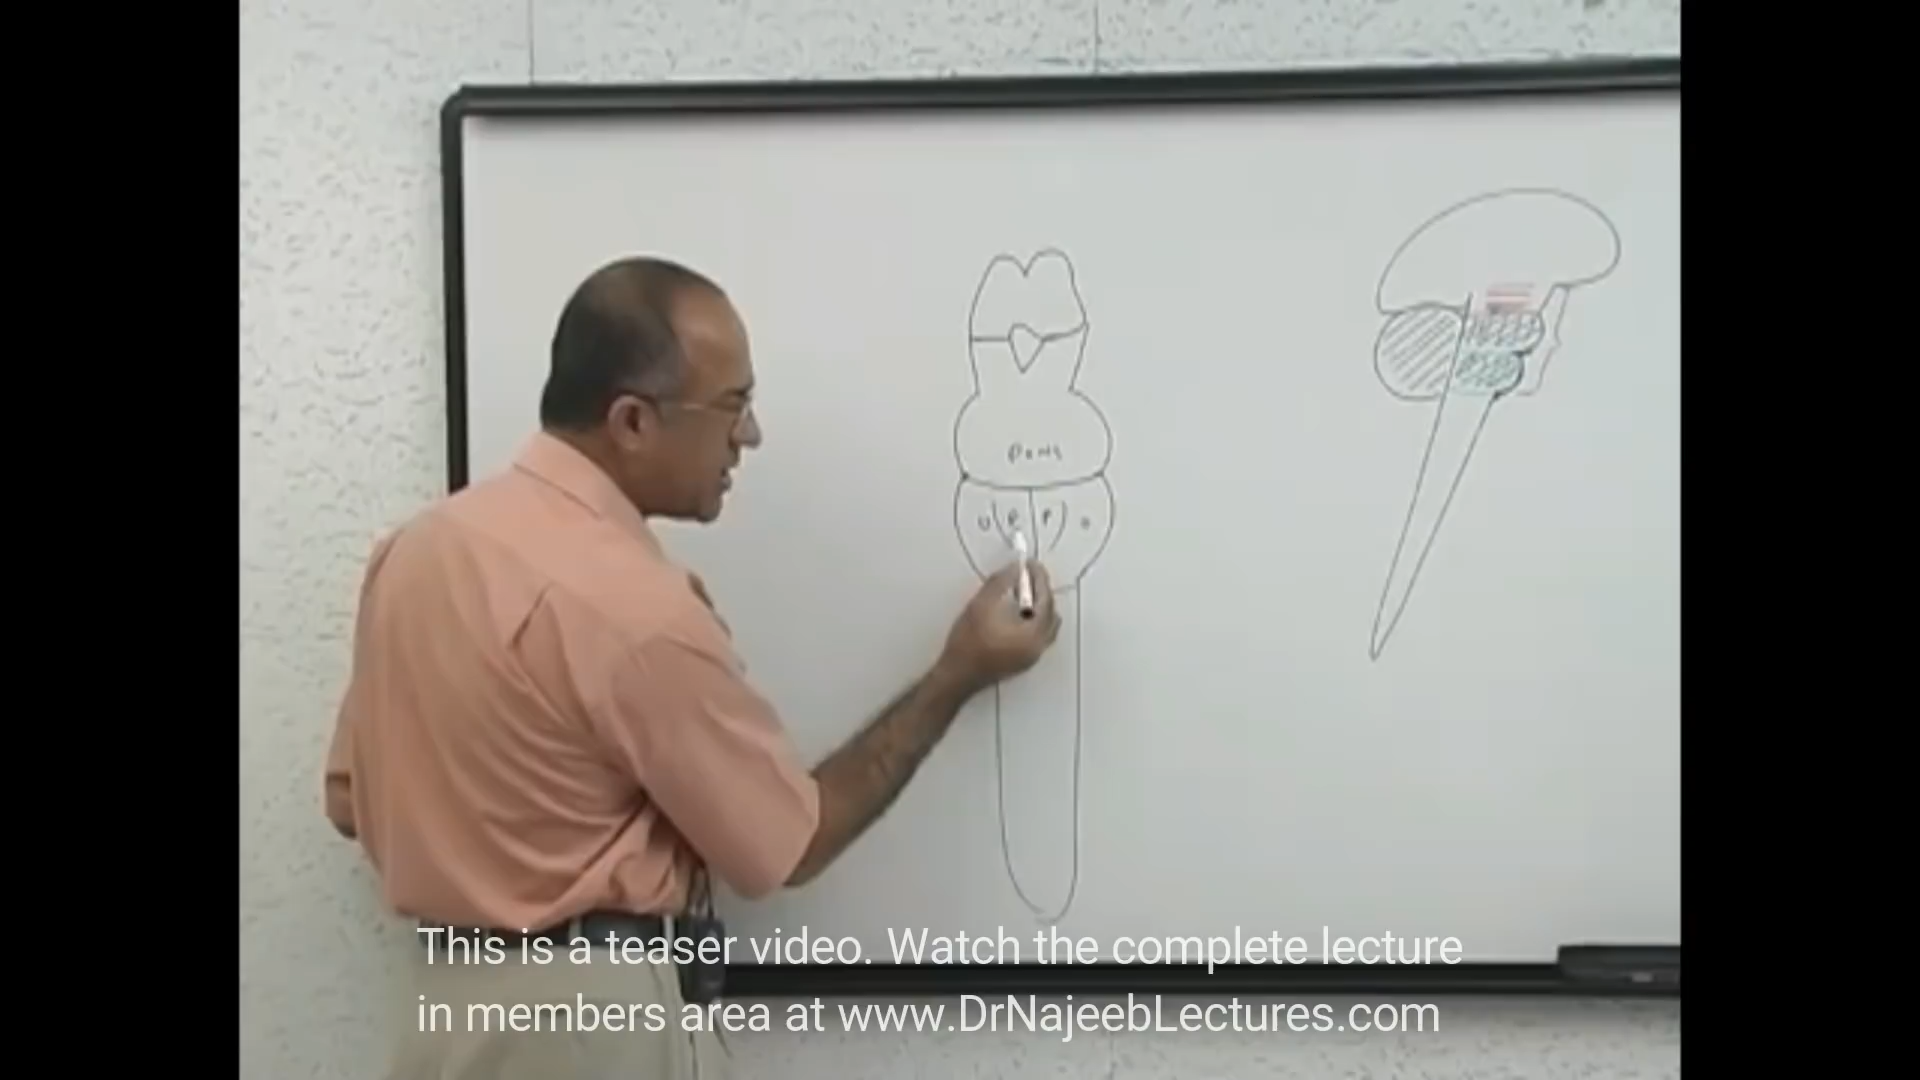 PONS
P P
This is a teaser video. Watch the complete lecture
in members area at www.DrNajeebLectures.com